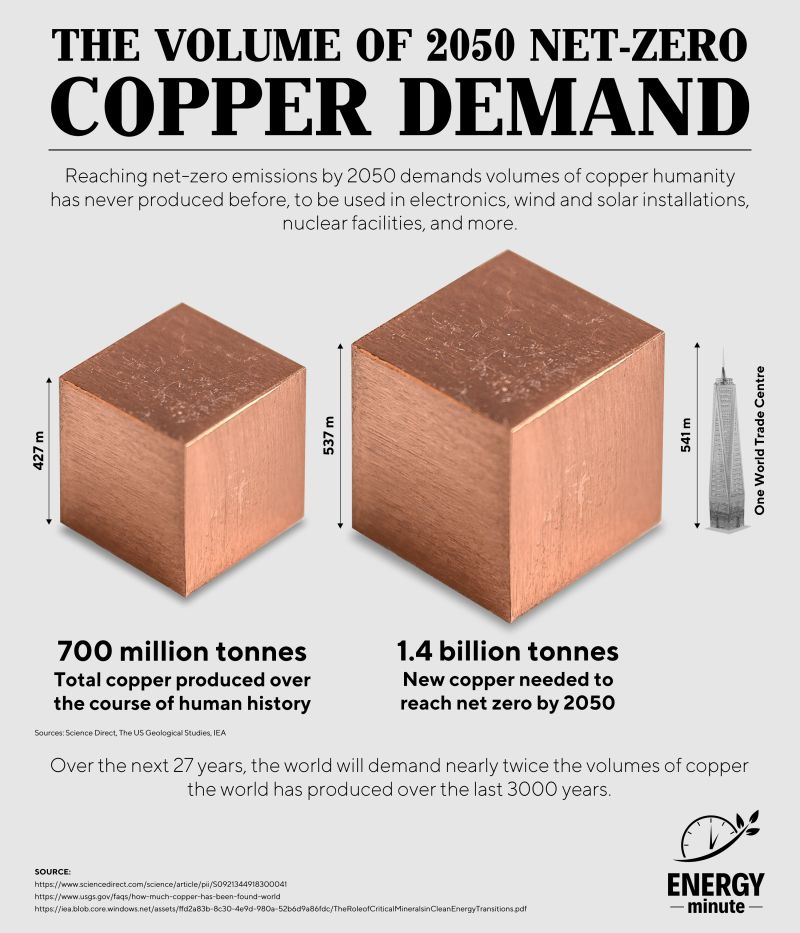 THE VOLUME OF 2050 NET-ZERO
COPPER DEMAND
Reaching net-zero emissions by 2050 demands volumes of copper humanity
has never produced before, to be used in electronics, wind and solar installations,
nuclear facilities, and more.
427 m
537 m
541 m
One World Trade Centre
700 million tonnes
Total copper produced over
the course of human history
1.4 billion tonnes
New copper needed to
reach net zero by 2050
Sources: Science Direct, The US Geological Studies, IEA
Over the next 27 years, the world will demand nearly twice the volumes of copper
the world has produced over the last 3000 years.
SOURCE:
https://www.sciencedirect.com/science/article/pii/S0921344918300041
https://www.usgs.gov/faqs/how-much-copper-has-been-found-world
https://iea.blob.core.windows.net/assets/ffd2a83b-8c30-4e9d-980a-52b6d9a86fdc/TheRoleofCriticalMineralsinCleanEnergyTransitions.pdf
ENERGY
minute